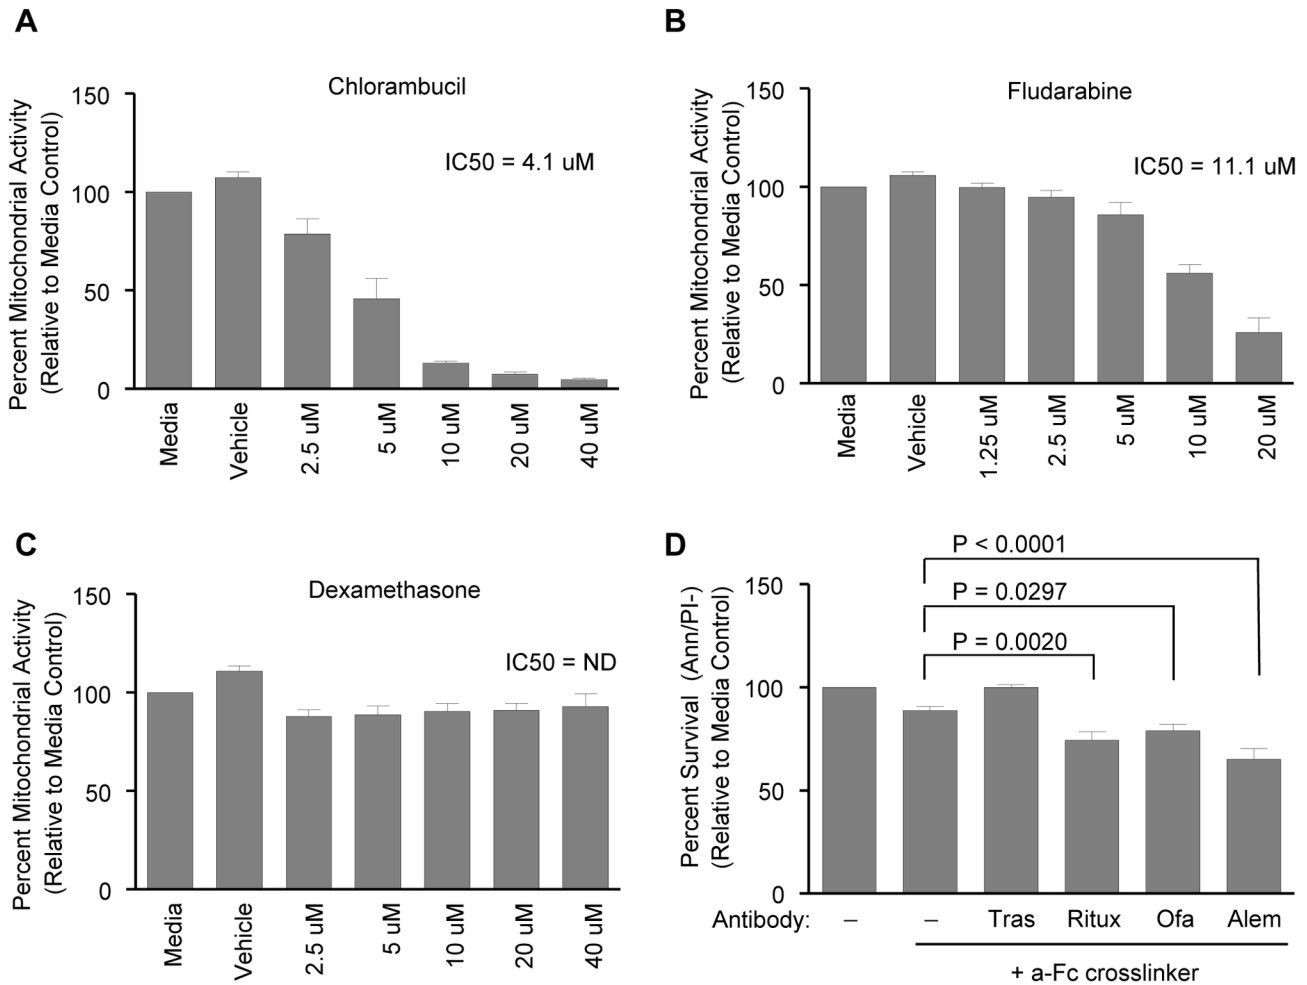 A
Chlorambucil
IC50 = 4.1 uM
Percent Mitochondrial Activity
(Relative to Media Control)
150
100
50
0
Media
Vehicle
2.5 uM
5 uM
10 uM
20 uM
40 uM
B
Fludarabine
IC50 = 11.1 uM
Percent Mitochondrial Activity
(Relative to Media Control)
150
100
50
0
Media
Vehicle
1.25 uM
2.5 uM
5 uM
10 uM
20 uM
C
Dexamethasone
IC50 = ND
Percent Mitochondrial Activity
(Relative to Media Control)
150
100
50
0
Media
Vehicle
2.5 uM
5 uM
10 uM
20 uM
40 uM
D
P < 0.0001
P = 0.0297
P = 0.0020
Percent Survival (Ann/PI-)
(Relative to Media Control)
150
100
50
0
Antibody: – – Tras Ritux Ofa Alem
+ a-Fc crosslinker